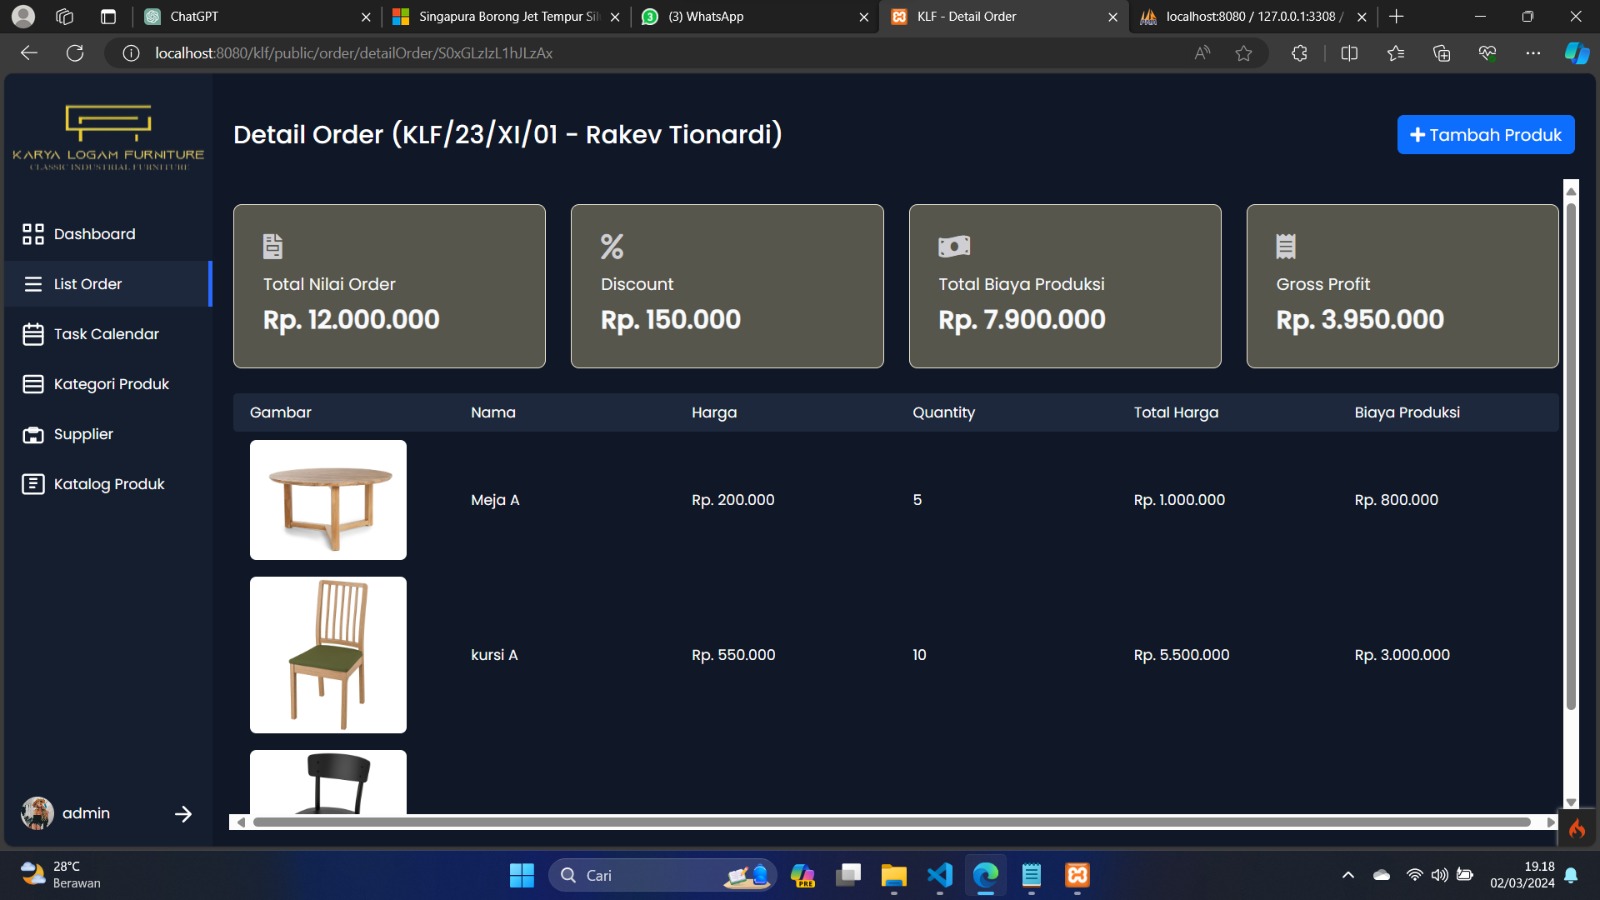 ChatGPT
Singapura Borong Jet Tempur Sil
(3) WhatsApp
KLF - Detail Order
localhost:8080 / 127.0.0.1:3308 /
localhost:8080/klf/public/order/detailOrder/S0xGLzIzL1hJLzAx
KARYA LOGAM FURNITURE
CLASSIC INDUSTRIAL FURNITURE
Detail Order (KLF/23/XI/01 - Rakev Tionardi)
Tambah Produk
Dashboard
List Order
Task Calendar
Kategori Produk
Supplier
Katalog Produk
admin
Total Nilai Order
Rp. 12.000.000
Discount
Rp. 150.000
Total Biaya Produksi
Rp. 7.900.000
Gross Profit
Rp. 3.950.000
Gambar Nama Harga Quantity Total Harga Biaya Produksi
Meja A Rp. 200.000 5 Rp. 1.000.000 Rp. 800.000
kursi A Rp. 550.000 10 Rp. 5.500.000 Rp. 3.000.000
28°C
Berawan
Cari
PRE
19.18
02/03/2024